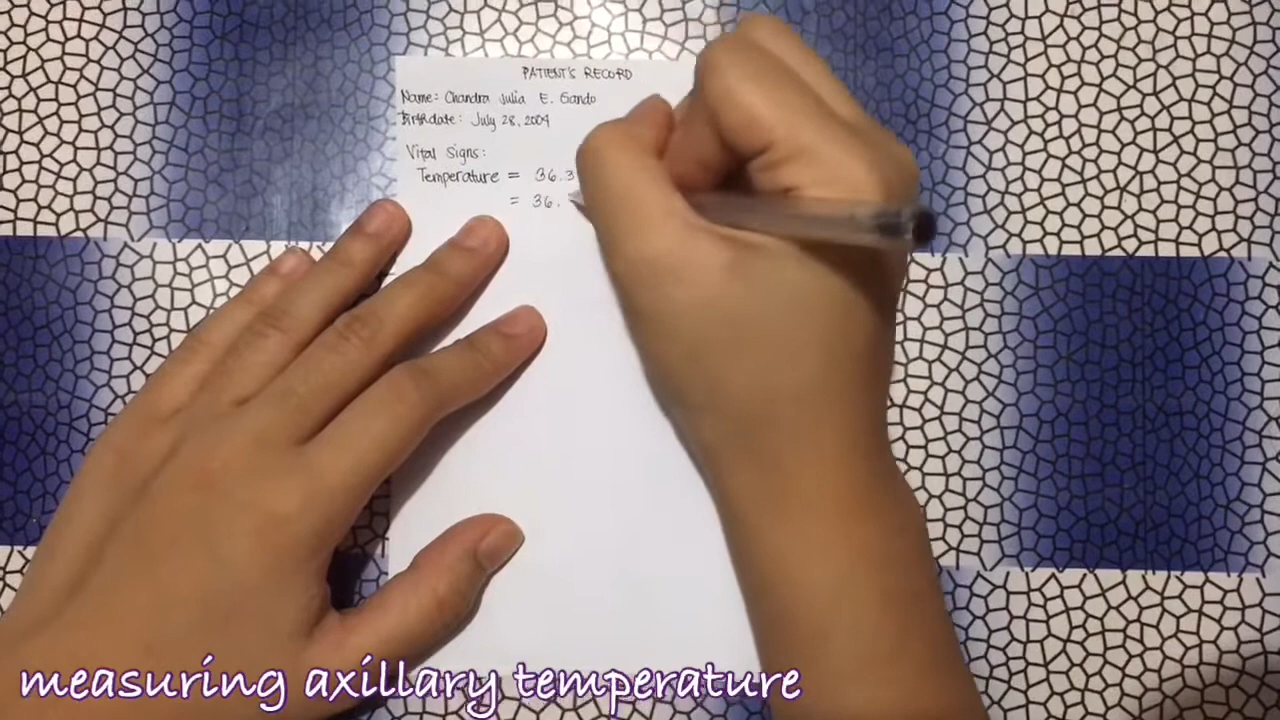 PATIENT'S RECORD
Name: Chandra Julia E. Gando
Birthdate: July 28, 2004
Vital Signs:
Temperature = 36.3
= 36.
measuring axillary temperature